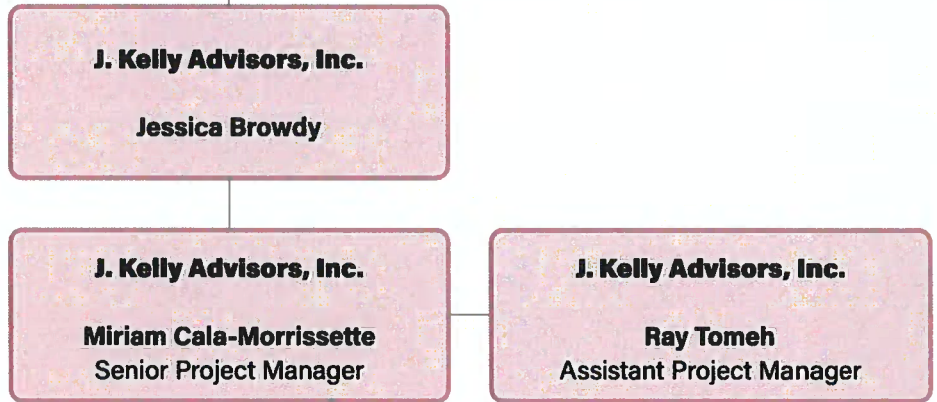 J. Kelly Advisors, Inc.
Jessica Browdy
J. Kelly Advisors, Inc.
Miriam Cala-Morrissette
Senior Project Manager
J. Kelly Advisors, Inc.
Ray Tomeh
Assistant Project Manager